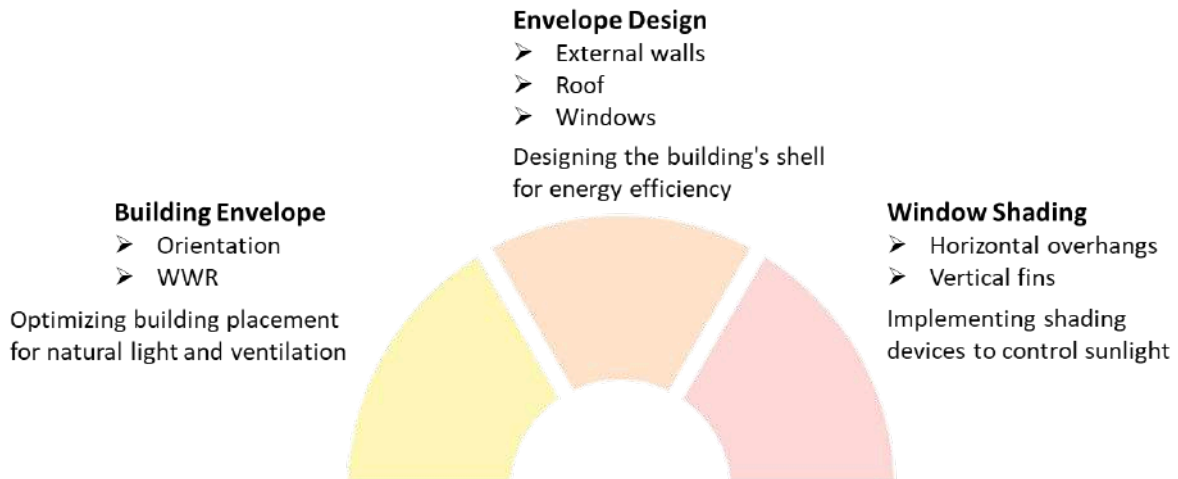 Envelope Design
➢ External walls
➢ Roof
➢ Windows
Designing the building's shell
for energy efficiency
Building Envelope
➢ Orientation
➢ WWR
Optimizing building placement
for natural light and ventilation
Window Shading
➢ Horizontal overhangs
➢ Vertical fins
Implementing shading
devices to control sunlight